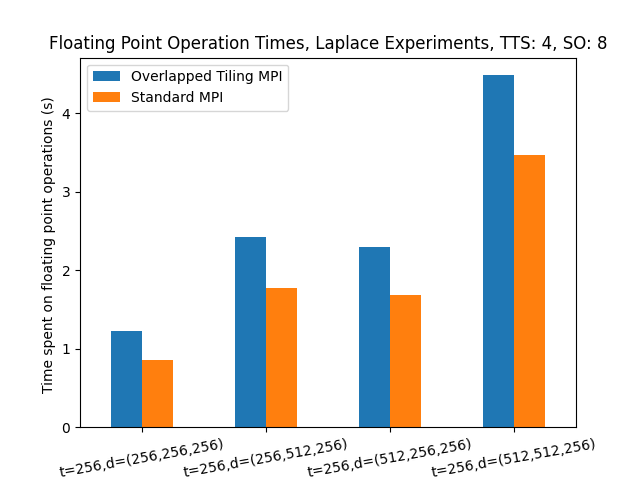 Floating Point Operation Times, Laplace Experiments, TTS: 4, SO: 8
Overlapped Tiling MPI
Standard MPI
Time spent on floating point operations (s)
4
3
2
1
0
t=256,d=(256,256,256)
t=256,d=(256,512,256)
t=256,d=(512,256,256)
t=256,d=(512,512,256)